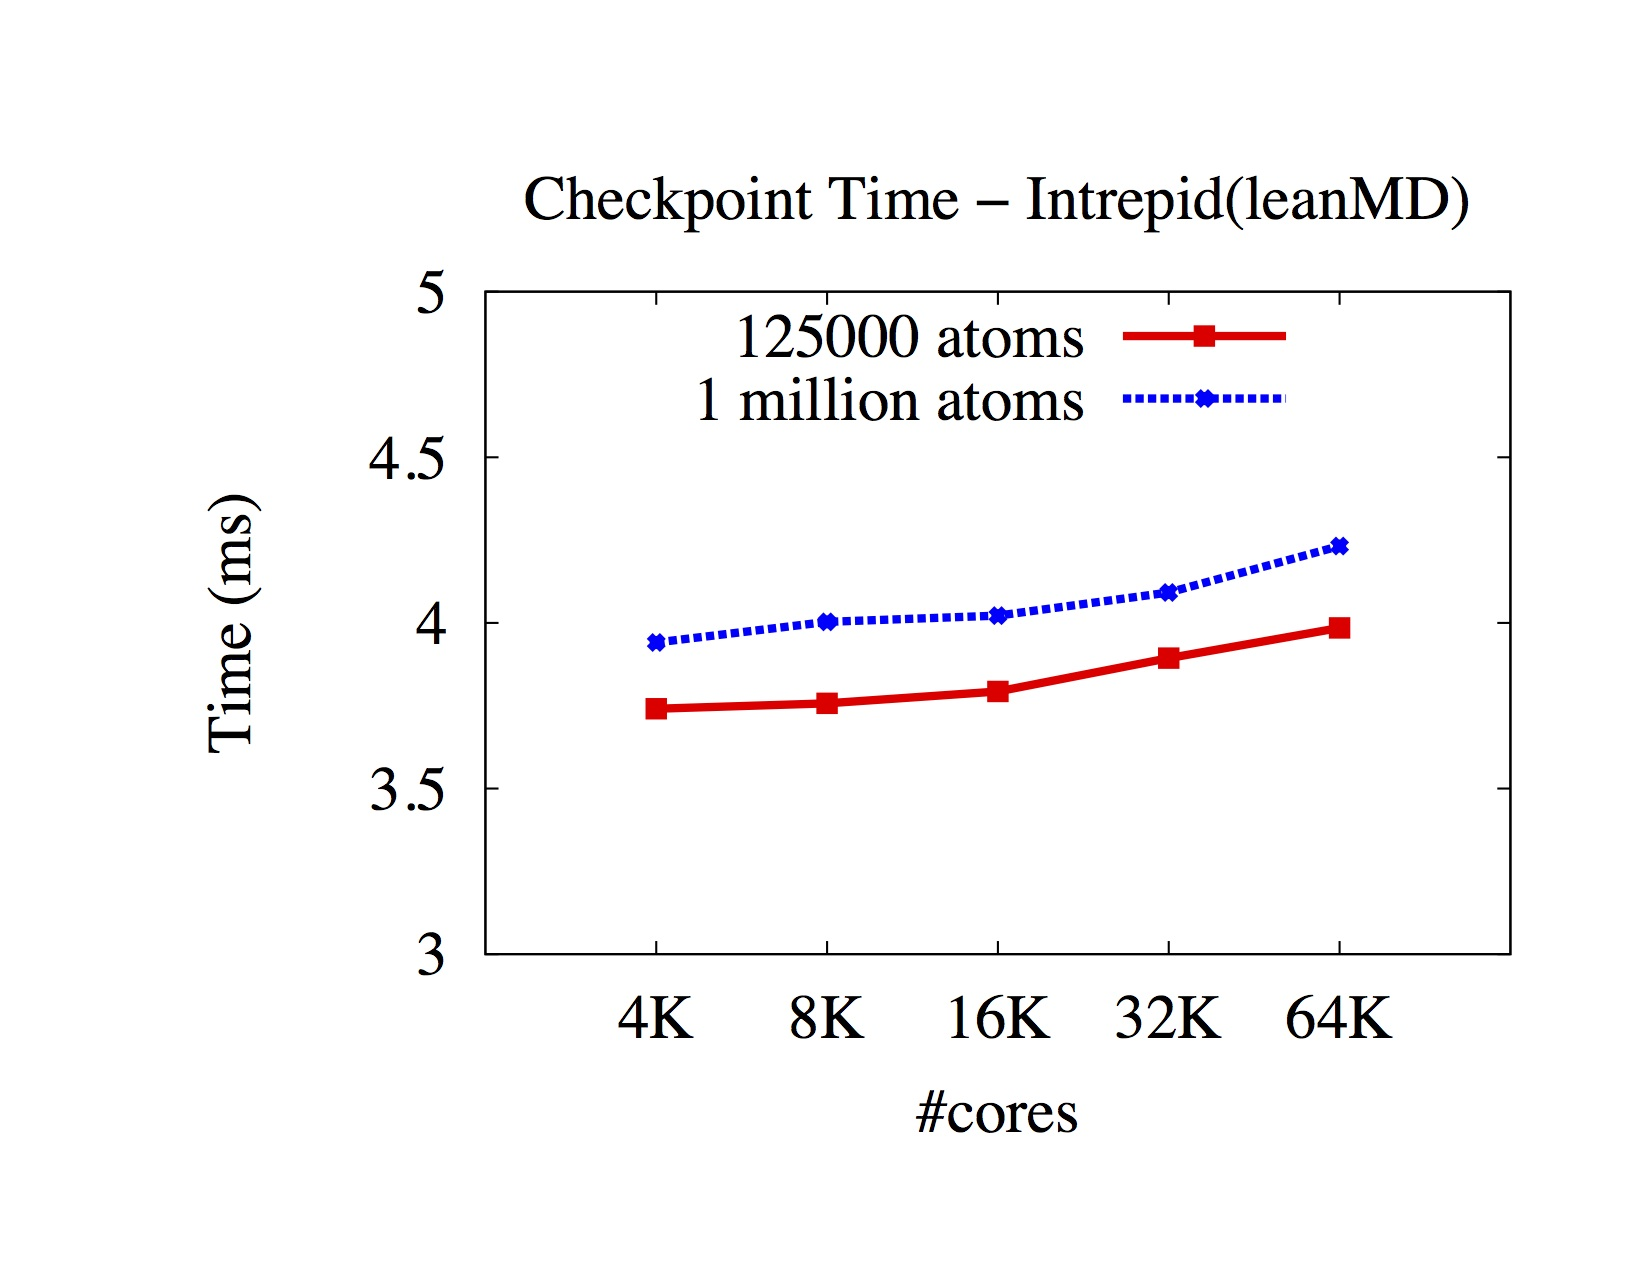 Checkpoint Time – Intrepid(leanMD)
5
125000 atoms
1 million atoms
4.5
4
3.5
3
Time (ms)
4K 8K 16K 32K 64K
#cores